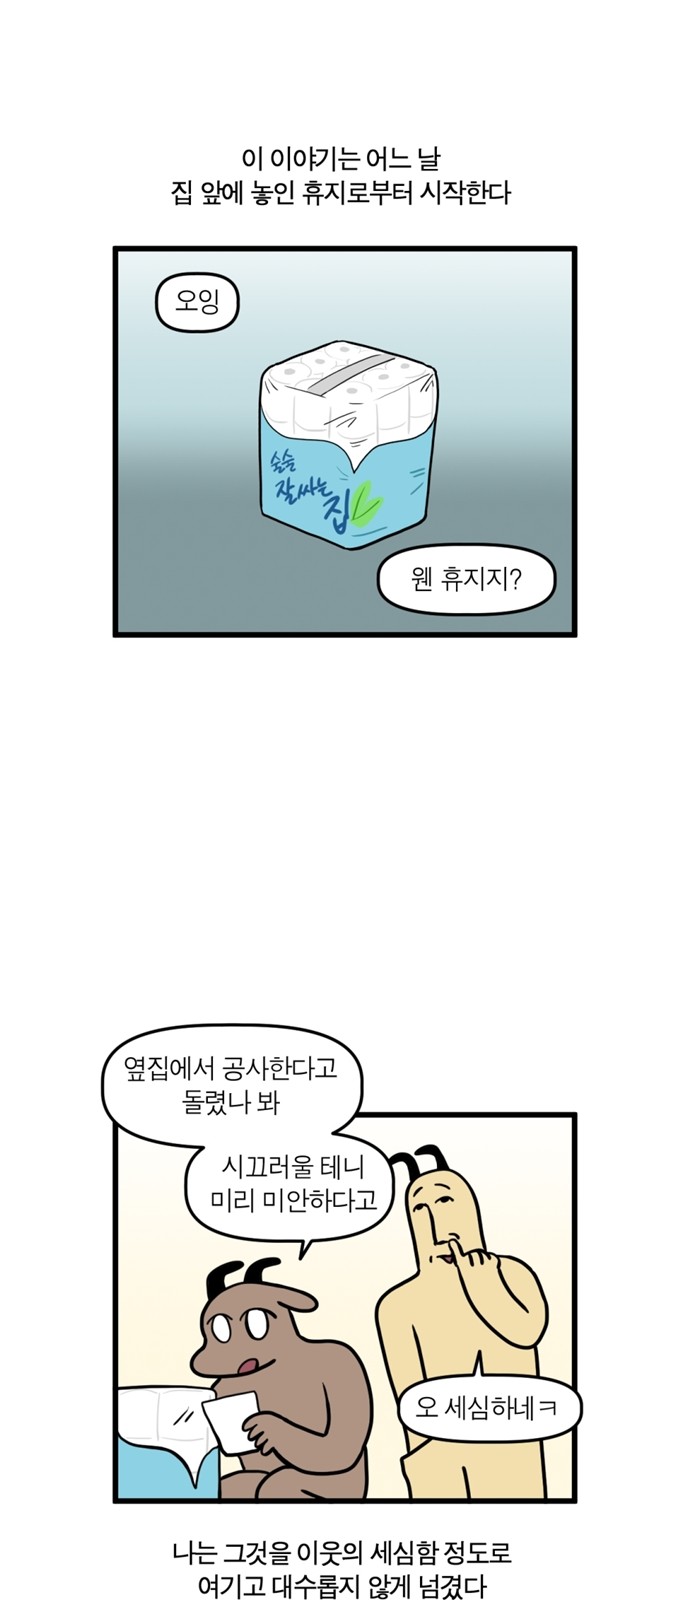 이 이야기는 어느 날
집 앞에 놓인 휴지로부터 시작한다
오잉
술술
잘싸는
집
웬 휴지지?
옆집에서 공사한다고
돌렸나 봐
시끄러울 테니
미리 미안하다고
오 세심하네ㅋ
나는 그것을 이웃의 세심함 정도로
여기고 대수롭지 않게 넘겼다